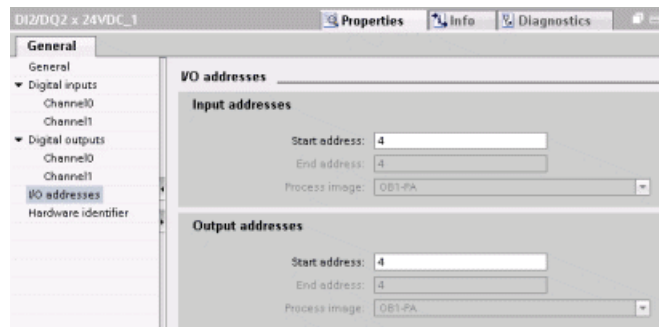 DI2/DQ2 x 24VDC_1
Properties
Info
Diagnostics
General
General
Digital inputs
Channel0
Channel1
Digital outputs
Channel0
Channel1
I/O addresses
Hardware identifier
I/O addresses
Input addresses
Start address: 4
End address: 4
Process image: OB1-PA
Output addresses
Start address: 4
End address: 4
Process image: OB1-PA